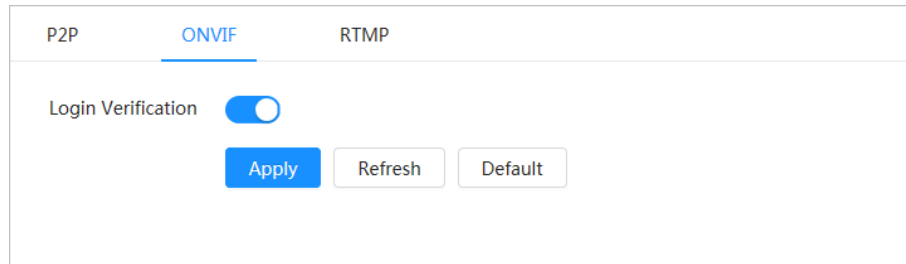 P2P ONVIF RTMP
Login Verification
Apply Refresh Default